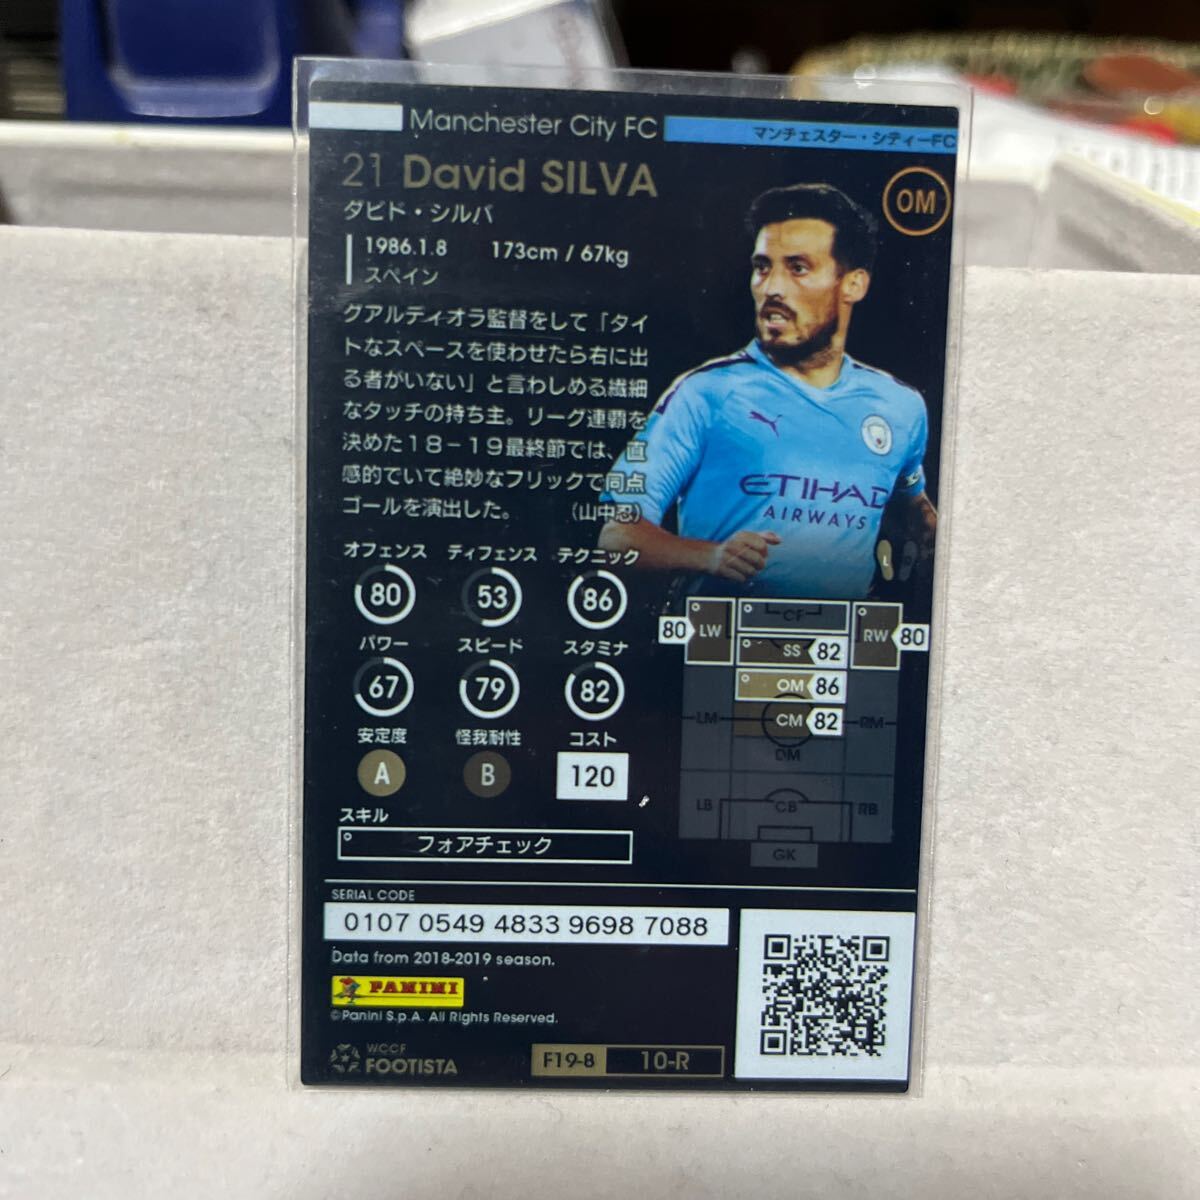 Manchester City FC
マンチェスター・シティーFC
21 David SILVA
OM
ダビド・シルバ
1986.1.8 173cm / 67kg
スペイン
グアルディオラ監督をして「タイ
トなスペースを使わせたら右に出
る者がいない」と言わしめる繊細
なタッチの持ち主。リーグ連覇を
決めた18－19最終節では、直
感的でいて絶妙なフリックで同点
ゴールを演出した。 （山中忍）
ETIHAD
AIRWAYS
L
オフェンス ディフェンス テクニック
80 53 86
パワー スピード スタミナ
67 79 82
安定度 怪我耐性 コスト
A B 120
スキル
フォアチェック
CF
80 LW RW 80
SS 82
OM 86
CM 82
LM RM
DM
LB CB RB
GK
SERIAL CODE
0107 0549 4833 9698 7088
Data from 2018-2019 season.
PANINI
©Panini S.p.A. All Rights Reserved.
WCCF
FOOTISTA
F19-8 10-R